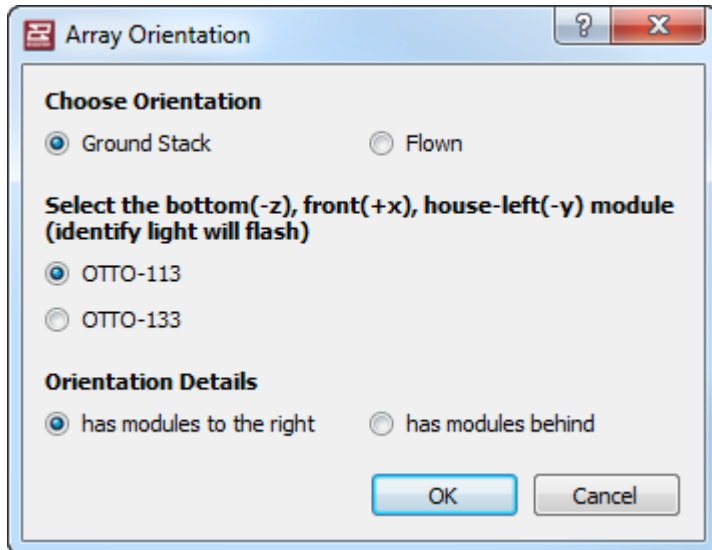 Array Orientation
Choose Orientation
Ground Stack Flown
Select the bottom(-z), front(+x), house-left(-y) module
(identify light will flash)
OTTO-113
OTTO-133
Orientation Details
has modules to the right has modules behind
OK Cancel